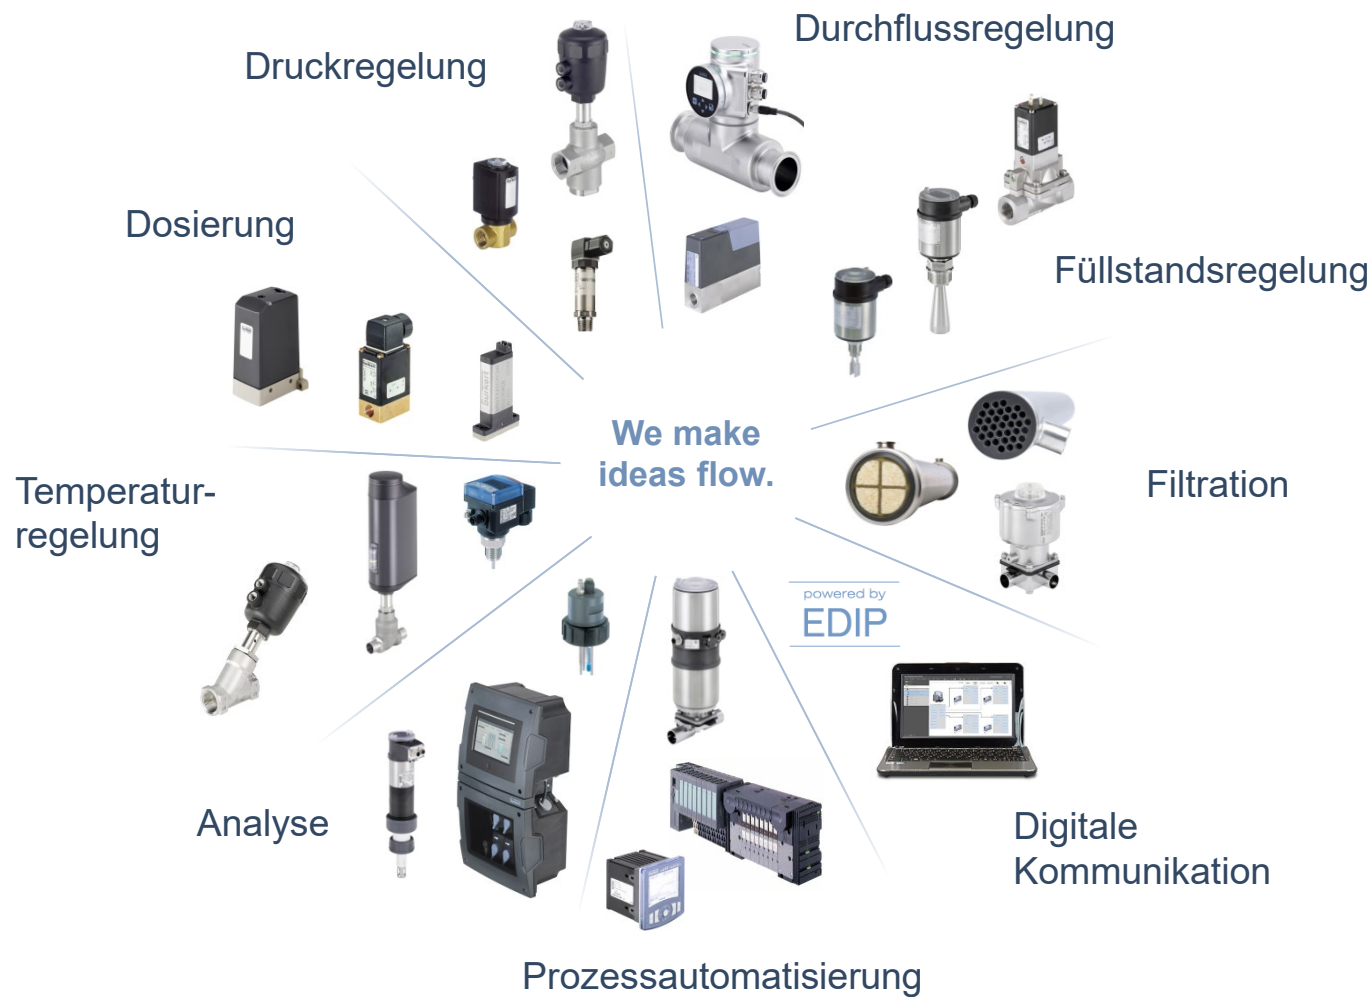 Durchflussregelung
Druckregelung
Dosierung
Füllstandsregelung
We make
ideas flow.
Temperatur-
regelung
Filtration
powered by
EDIP
Analyse
Digitale
Kommunikation
Prozessautomatisierung